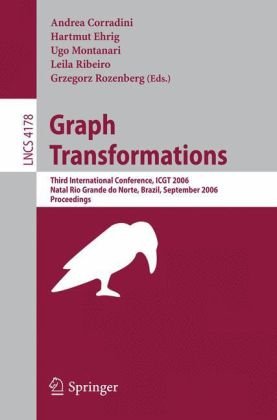 Andrea Corradini
Hartmut Ehrig
Ugo Montanari
Leila Ribeiro
Grzegorz Rozenberg (Eds.)
LNCS 4178
Graph
Transformations
Third International Conference, ICGT 2006
Natal Rio Grande do Norte, Brazil, September 2006
Proceedings
Springer